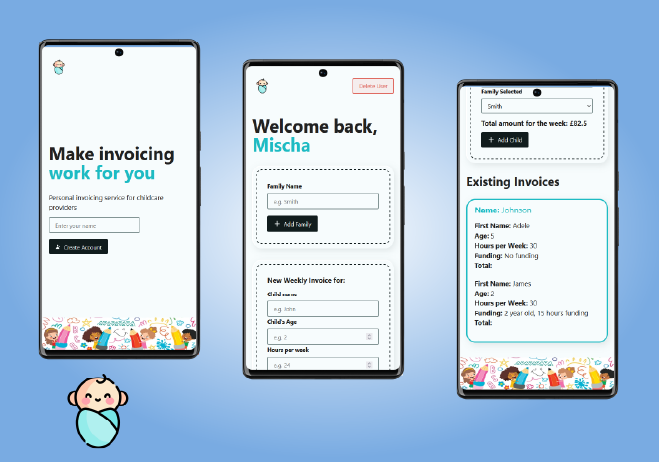 Make invoicing
work for you
Personal invoicing service for childcare
providers
Enter your name
Create Account
Delete User
Welcome back,
Mischa
Family Name
e.g. Smith
+ Add Family
New Weekly Invoice for:
Child name
e.g. John
Child's Age
e.g. 2
Hours per week
e.g. 24
Family Selected
Smith
Total amount for the week: £82.5
+ Add Child
Existing Invoices
Name: Johnson
First Name: Adele
Age: 5
Hours per Week: 30
Funding: No funding
Total:
First Name: James
Age: 2
Hours per Week: 30
Funding: 2 year old, 15 hours funding
Total: